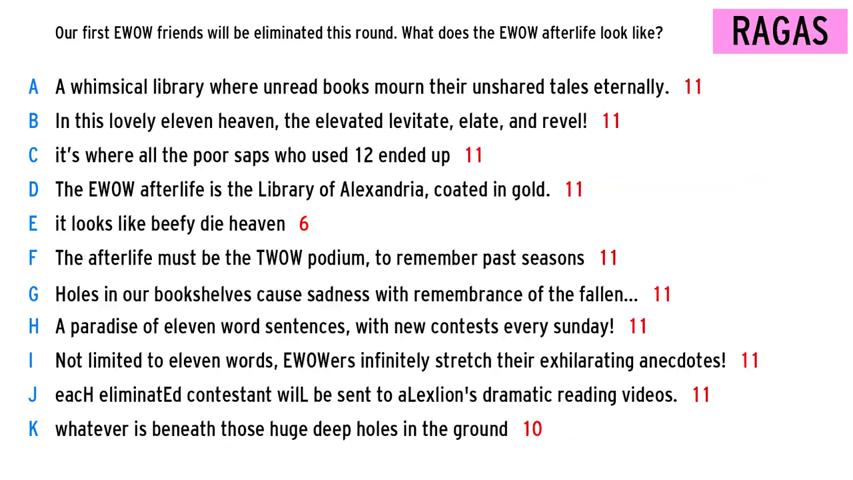 Our first EWOW friends will be eliminated this round. What does the EWOW afterlife look like?
RAGAS
A A whimsical library where unread books mourn their unshared tales eternally. 11
B In this lovely eleven heaven, the elevated levitate, elate, and revel! 11
C it's where all the poor saps who used 12 ended up 11
D The EWOW afterlife is the Library of Alexandria, coated in gold. 11
E it looks like beefy die heaven 6
F The afterlife must be the TWOW podium, to remember past seasons 11
G Holes in our bookshelves cause sadness with remembrance of the fallen... 11
H A paradise of eleven word sentences, with new contests every sunday! 11
I Not limited to eleven words, EWOWers infinitely stretch their exhilarating anecdotes! 11
J eacH eliminatEd contestant wilL be sent to aLexlion's dramatic reading videos. 11
K whatever is beneath those huge deep holes in the ground 10